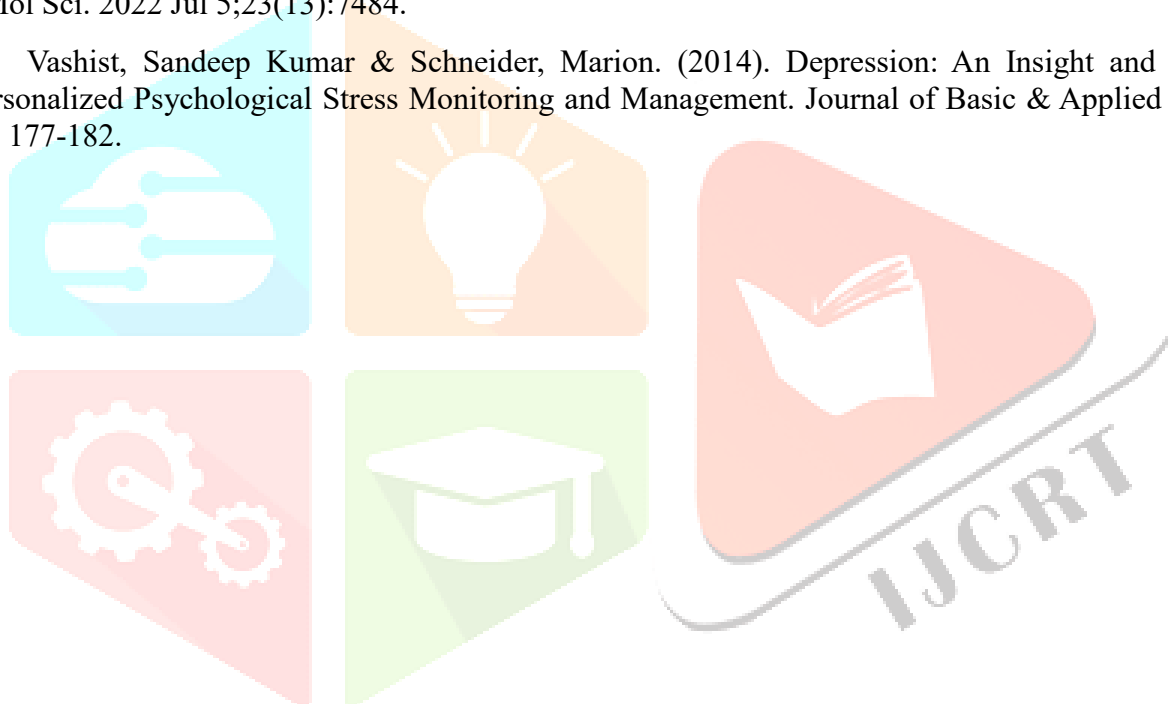 Mol Sci. 2022 Jul 5;23(13):7484.
Vashist, Sandeep Kumar & Schneider, Marion. (2014). Depression: An Insight and
rsonalized Psychological Stress Monitoring and Management. Journal of Basic & Applied
177-182.
IJCRT